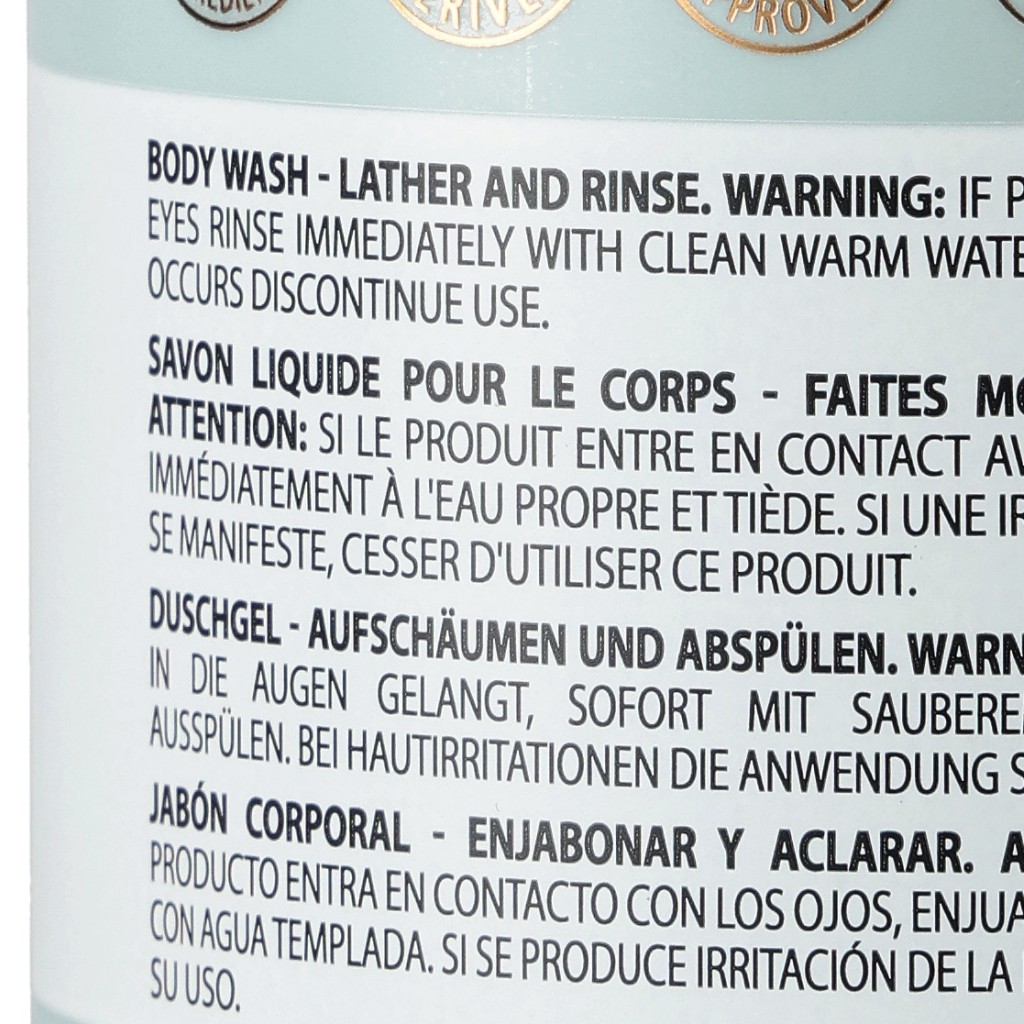 BODY WASH - LATHER AND RINSE. WARNING: IF
EYES RINSE IMMEDIATELY WITH CLEAN WARM
OCCURS DISCONTINUE USE.
SAVON LIQUIDE POUR LE CORPS - FAITES
ATTENTION: SI LE PRODUIT ENTRE EN CONTACT
IMMÉDIATEMENT À L'EAU PROPRE ET TIÈDE. SI UNE
SE MANIFESTE, CESSER D'UTILISER CE PRODUIT.
DUSCHGEL - AUFSCHÄUMEN UND ABSPÜLEN.
IN DIE AUGEN GELANGT, SOFORT MIT
AUSSPÜLEN. BEI HAUTIRRITATIONEN DIE ANWENDUNG
JABÓN CORPORAL - ENJABONAR Y ACLARAR.
PRODUCTO ENTRA EN CONTACTO CON LOS OJOS,
CON AGUA TEMPLADA. SI SE PRODUCE IRRITACIÓN DE LA
SU USO.